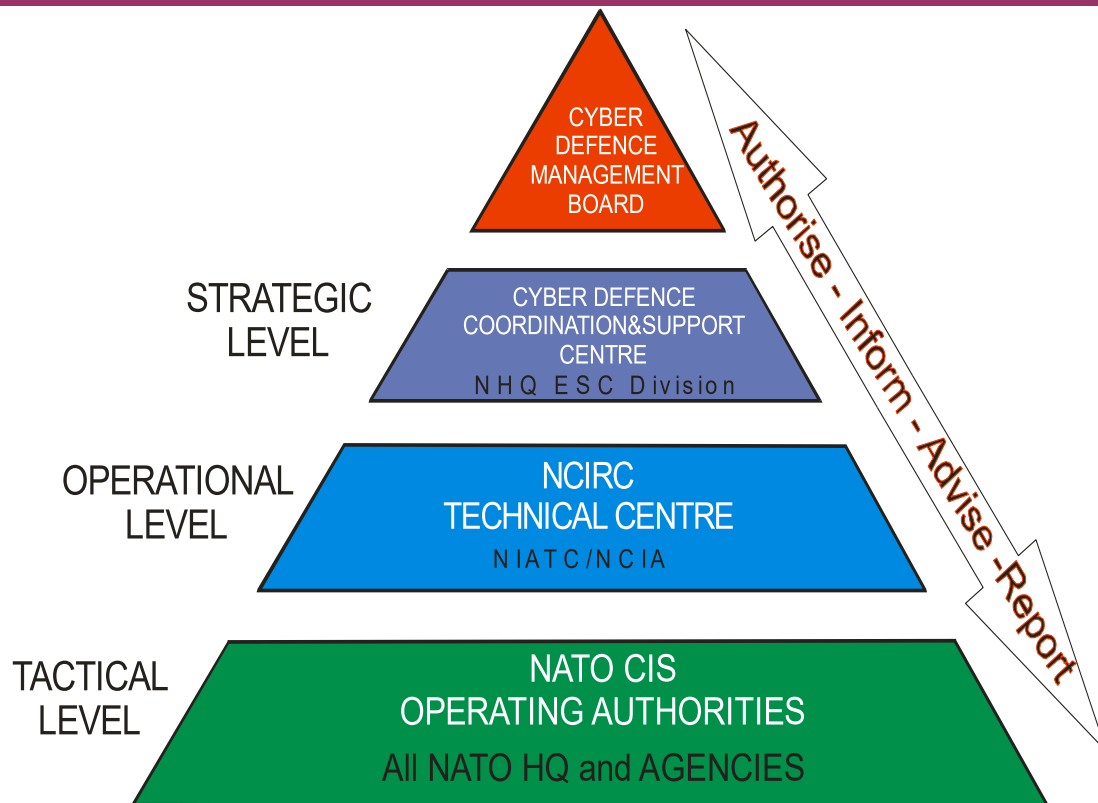 CYBER
DEFENCE
MANAGEMENT
BOARD
STRATEGIC
LEVEL
CYBER DEFENCE
COORDINATION&SUPPORT
CENTRE
NHQ ESC Division
OPERATIONAL
LEVEL
NCIRC
TECHNICAL CENTRE
NIATC/NCIA
TACTICAL
LEVEL
NATO CIS
OPERATING AUTHORITIES
All NATO HQ and AGENCIES
Authorise - Inform - Advise -Report